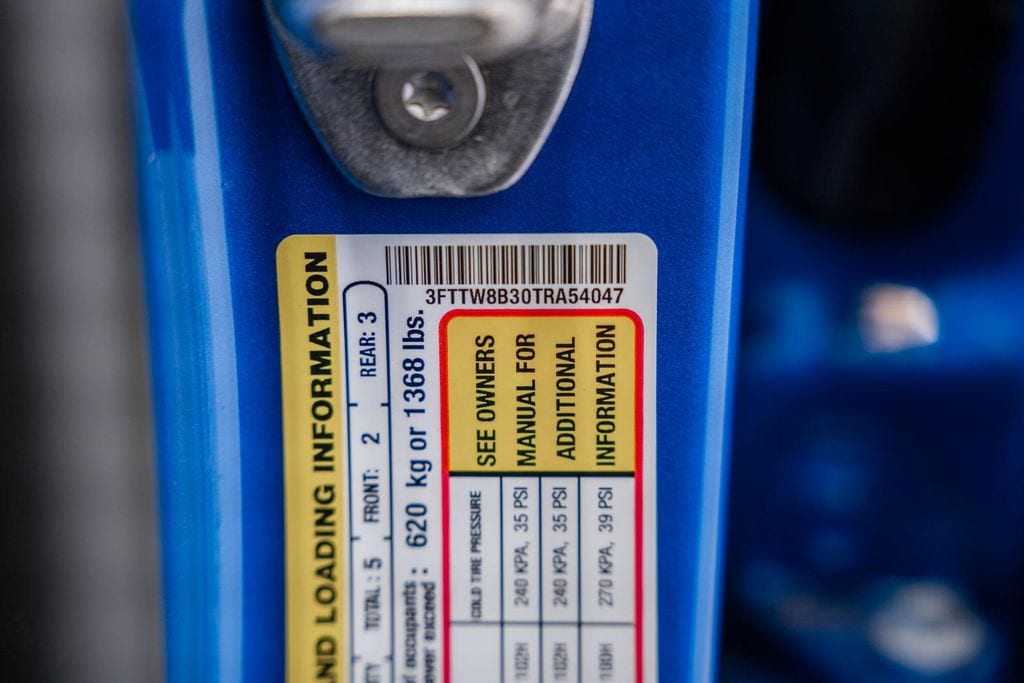 3FTTW8B30TRA54047
AND LOADING INFORMATION
TOTAL: 5 FRONT: 2 REAR: 3
of occupants
never exceed : 620 kg or 1368 lbs.
SEE OWNERS
MANUAL FOR
ADDITIONAL
INFORMATION
COLD TIRE PRESSURE
102H 240 KPA, 35 PSI
102H 240 KPA, 35 PSI
100H 270 KPA, 39 PSI